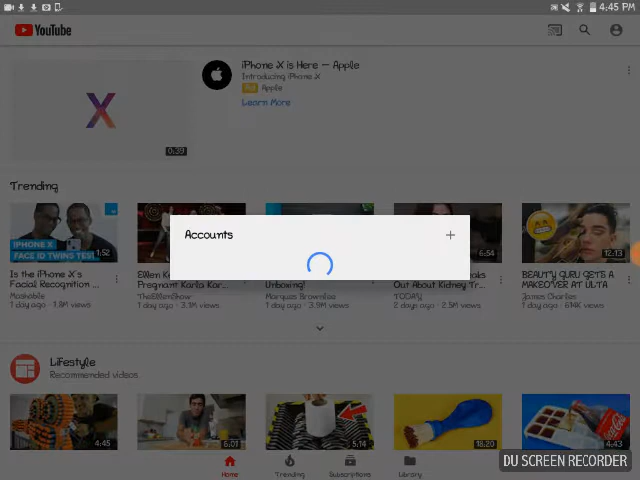 4:45 PM
YouTube
iPhone X is Here — Apple
Introducing iPhone X
Ad Apple
Learn More
X
0:39
Trending
Accounts
IPHONE X
FACE ID TWINS TEST
1:52
6:54
12:13
Is the iPhone X's
Facial Recognition ...
Mashable
1 day ago · 1.9M views
Ellen K
Pregnant Karla Kar...
TheEllenShow
1 day ago · 3.1M views
Unboxing!
Marques Brownlee
1 day ago · 3.9M views
Out About Kidney Tr...
TODAY
2 days ago · 2.5M views
BEAUTY GURU GETS A
MAKEOVER AT ULTA
James Charles
1 day ago · 614K views
Lifestyle
Recommended videos
4:45
6:01
5:14
18:20
4:43
Home
Trending
Subscriptions
Library
DU SCREEN RECORDER